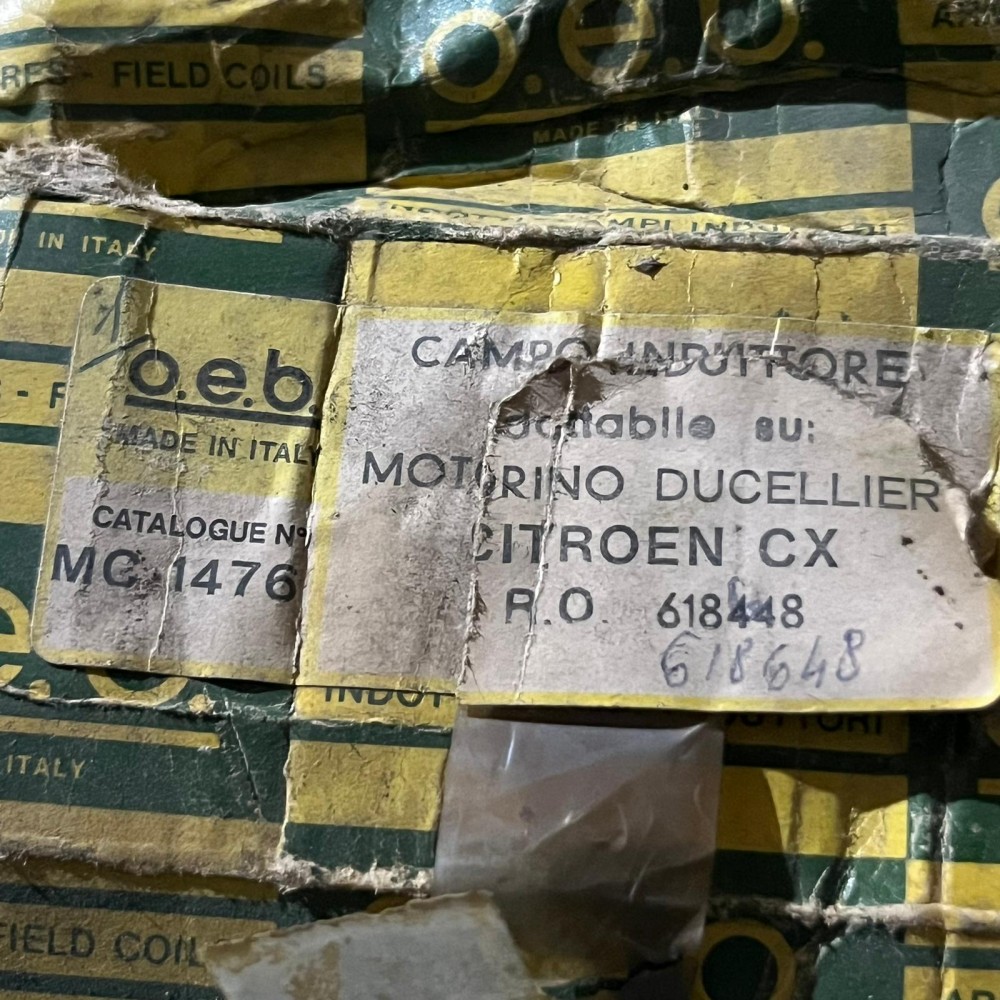 FIELD COILS
o.e.b.
MADE IN ITALY
IN ITALY
o.e.b.
MADE IN ITALY
CATALOGUE Nº
MC 1476
CAMPO INDUTTORE
su:
MOTORINO DUCELLIER
CITROEN CX
R.O. 618448
618648
ITALY
FIELD COIL